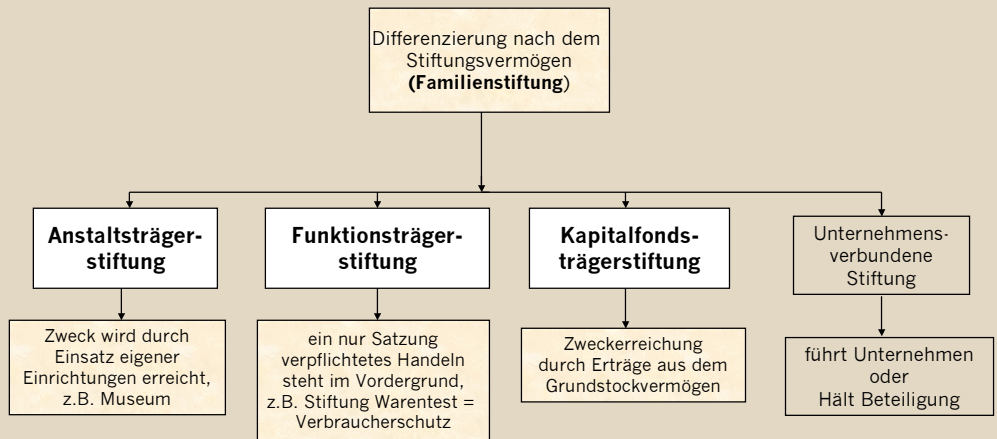 Differenzierung nach dem
Stiftungsvermögen
(Familienstiftung)
Anstaltsträger-
stiftung
Funktionsträger-
stiftung
Kapitalfonds-
trägerstiftung
Unternehmens-
verbundene
Stiftung
Zweck wird durch
Einsatz eigener
Einrichtungen erreicht,
z.B. Museum
ein nur Satzung
verpflichtetes Handeln
steht im Vordergrund,
z.B. Stiftung Warentest =
Verbraucherschutz
Zweckerreichung
durch Erträge aus dem
Grundstockvermögen
führt Unternehmen
oder
Hält Beteiligung